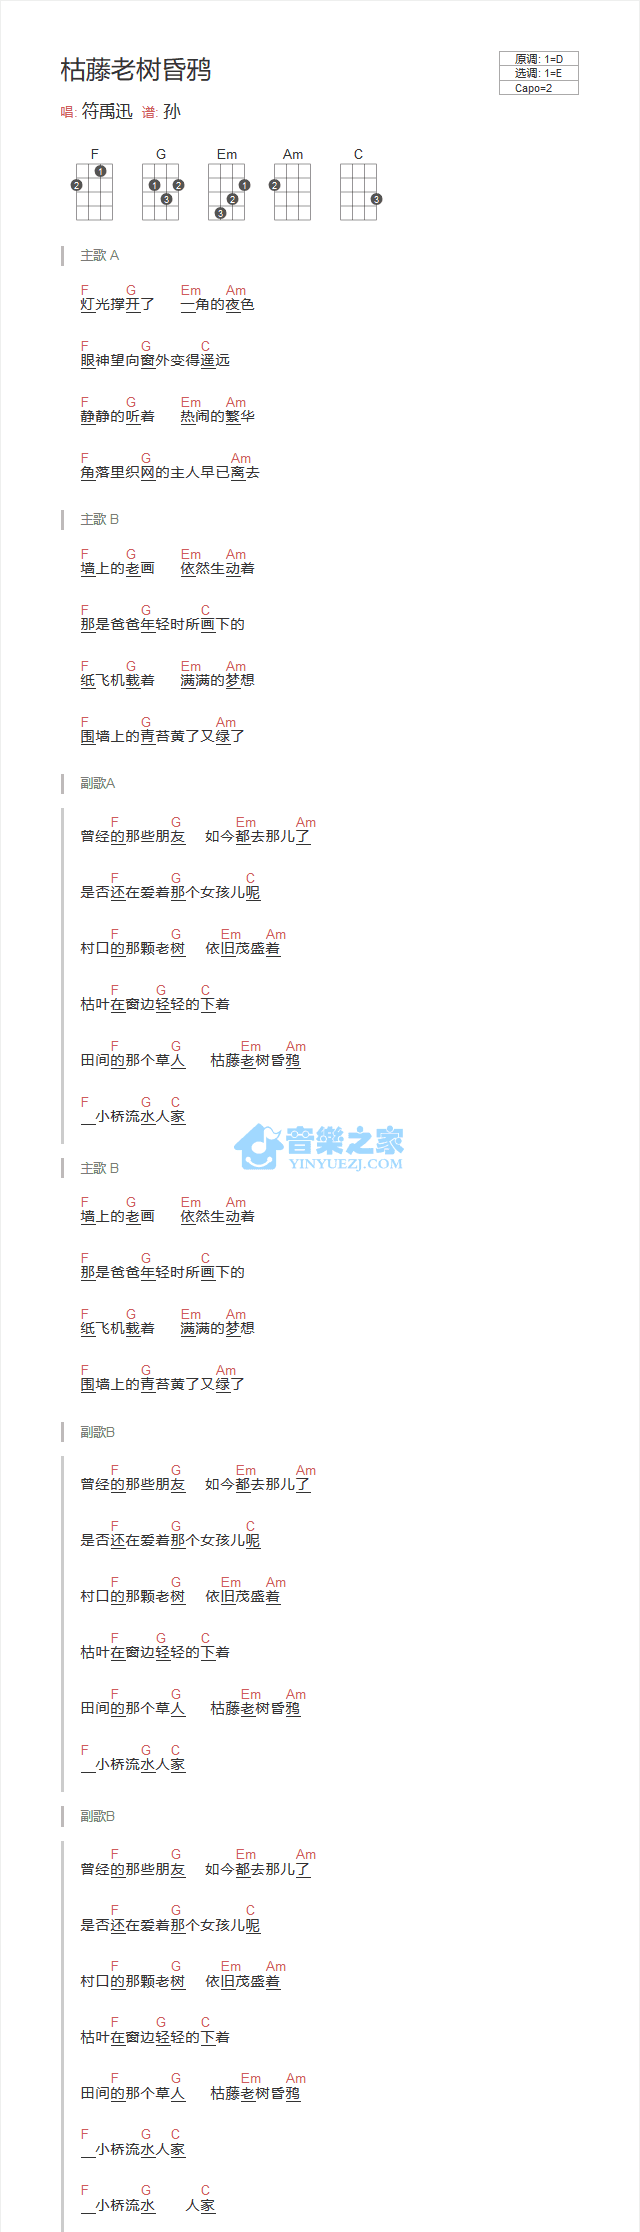 枯藤老树昏鸦
原调: 1=D
选调: 1=E
Capo=2
唱: 符禹迅 谱: 孙
F G Em Am C
1 2 1 2 3 1 2 3 2 3
主歌 A
F G Em Am
灯光撑开了 一角的夜色
F G C
眼神望向窗外变得遥远
F G Em Am
静静的听着 热闹的繁华
F G Am
角落里织网的主人早已离去
主歌 B
F G Em Am
墙上的老画 依然生动着
F G C
那是爸爸年轻时所画下的
F G Em Am
纸飞机载着 满满的梦想
F G Am
围墙上的青苔黄了又绿了
副歌A
F G Em Am
曾经的那些朋友 如今都去那儿了
F G C
是否还在爱着那个女孩儿呢
F G Em Am
村口的那颗老树 依旧茂盛着
F G C
枯叶在窗边轻轻的下着
F G Em Am
田间的那个草人 枯藤老树昏鸦
F G C
小桥流水人家
音樂之家
YINYUEZJ.COM
主歌 B
F G Em Am
墙上的老画 依然生动着
F G C
那是爸爸年轻时所画下的
F G Em Am
纸飞机载着 满满的梦想
F G Am
围墙上的青苔黄了又绿了
副歌B
F G Em Am
曾经的那些朋友 如今都去那儿了
F G C
是否还在爱着那个女孩儿呢
F G Em Am
村口的那颗老树 依旧茂盛着
F G C
枯叶在窗边轻轻的下着
F G Em Am
田间的那个草人 枯藤老树昏鸦
F G C
小桥流水人家
副歌B
F G Em Am
曾经的那些朋友 如今都去那儿了
F G C
是否还在爱着那个女孩儿呢
F G Em Am
村口的那颗老树 依旧茂盛着
F G C
枯叶在窗边轻轻的下着
F G Em Am
田间的那个草人 枯藤老树昏鸦
F G C
小桥流水人家
F G C
小桥流水 人家